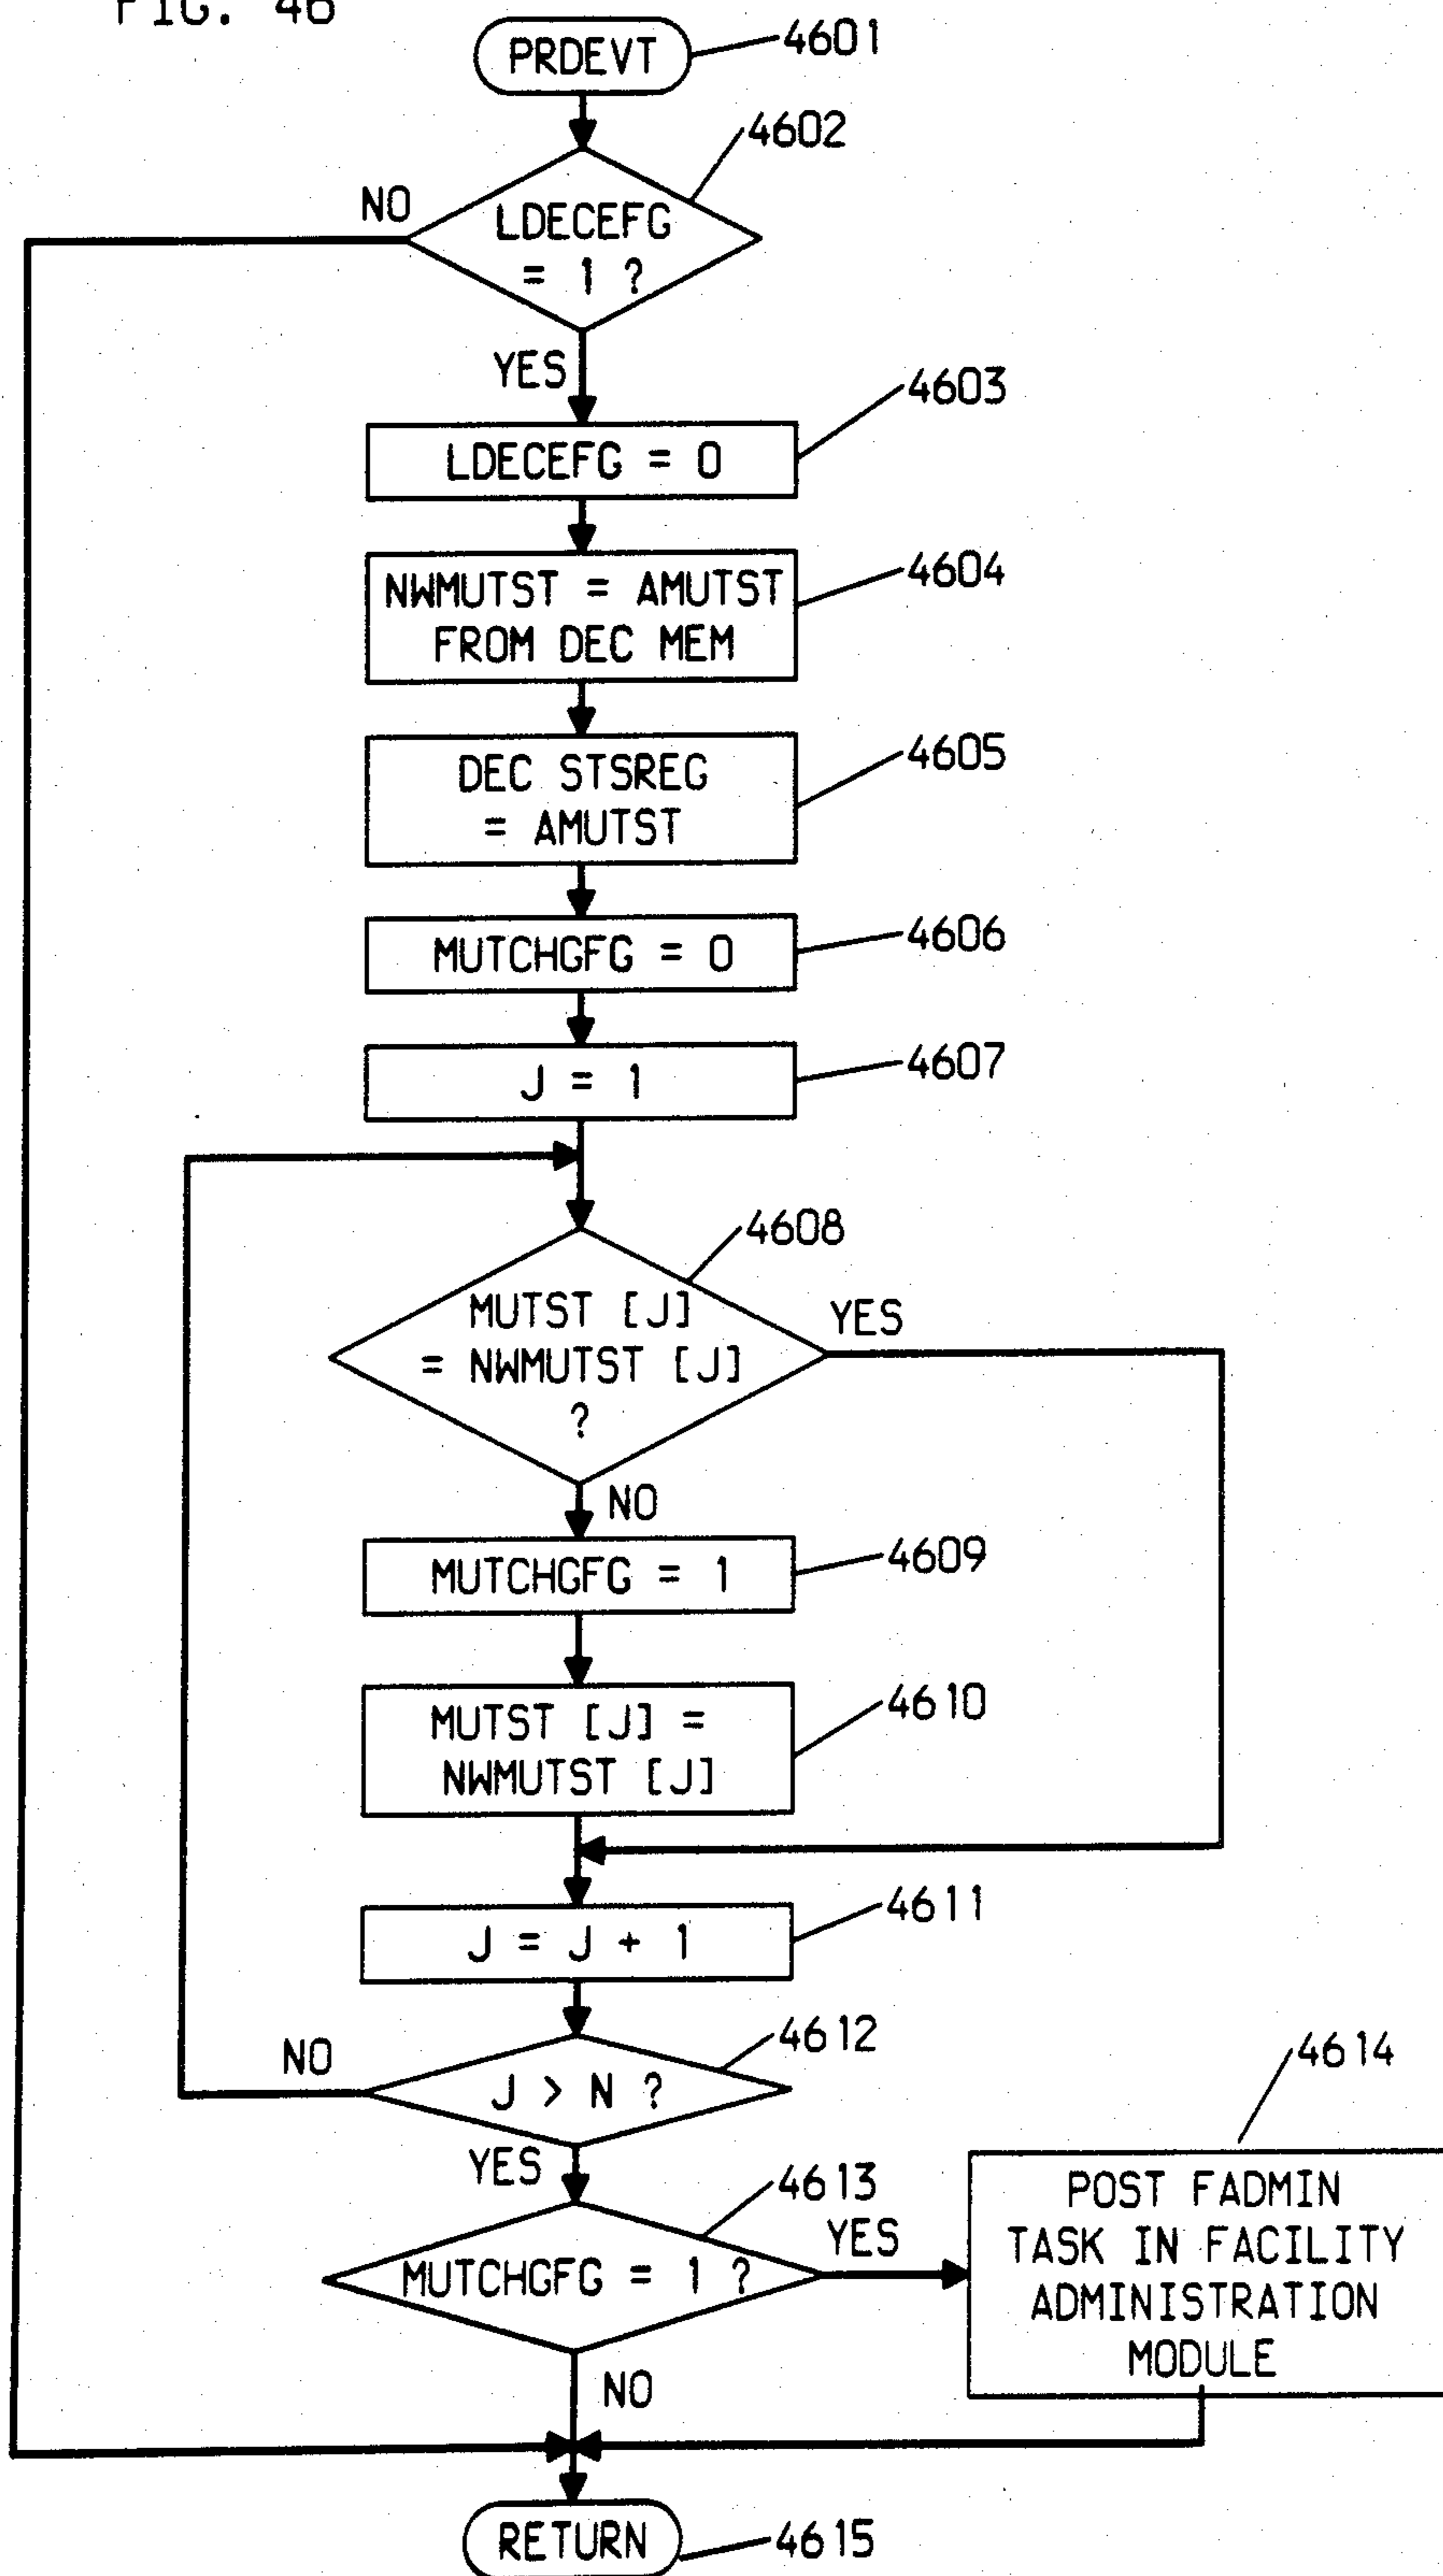 FIG. 46
PRDEVT
4601
4602
NO
LDECEFG
= 1 ?
YES
4603
LDECEFG = 0
4604
NWMUTST = AMUTST
FROM DEC MEM
4605
DEC STSREG
= AMUTST
4606
MUTCHGFG = 0
4607
J = 1
4608
MUTST [J]
= NWMUTST [J]
?
YES
NO
4609
MUTCHGFG = 1
4610
MUTST [J] =
NWMUTST [J]
4611
J = J + 1
4612
NO
J > N ?
YES
4613
MUTCHGFG = 1 ?
YES
4614
POST FADMIN
TASK IN FACILITY
ADMINISTRATION
MODULE
NO
RETURN
4615